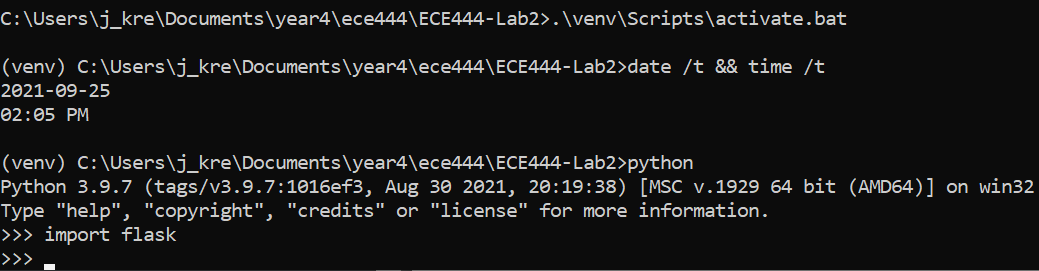 C:\Users\j_kre\Documents\year4\ece444\ECE444-Lab2>.\venv\Scripts\activate.bat
(venv) C:\Users\j_kre\Documents\year4\ece444\ECE444-Lab2>date /t && time /t
2021-09-25
02:05 PM
(venv) C:\Users\j_kre\Documents\year4\ece444\ECE444-Lab2>python
Python 3.9.7 (tags/v3.9.7:1016ef3, Aug 30 2021, 20:19:38) [MSC v.1929 64 bit (AMD64)] on win32
Type "help", "copyright", "credits" or "license" for more information.
>>> import flask
>>>